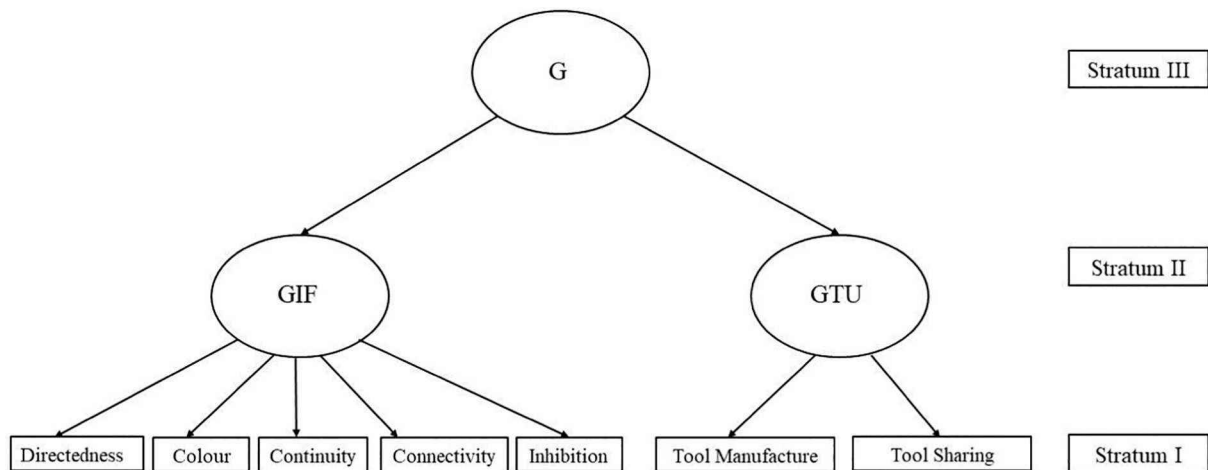 G
Stratum III
GIF
GTU
Stratum II
Directedness
Colour
Continuity
Connectivity
Inhibition
Tool Manufacture
Tool Sharing
Stratum I